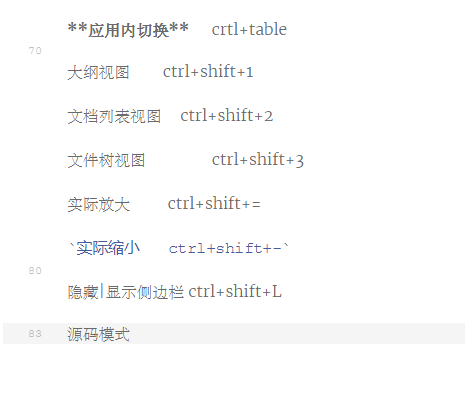 **应用内切换** crtl+table
70
大纲视图 ctrl+shift+1
文档列表视图 ctrl+shift+2
文件树视图 ctrl+shift+3
实际放大 ctrl+shift+=
`实际缩小 ctrl+shift+-`
80
隐藏|显示侧边栏 ctrl+shift+L
83 源码模式